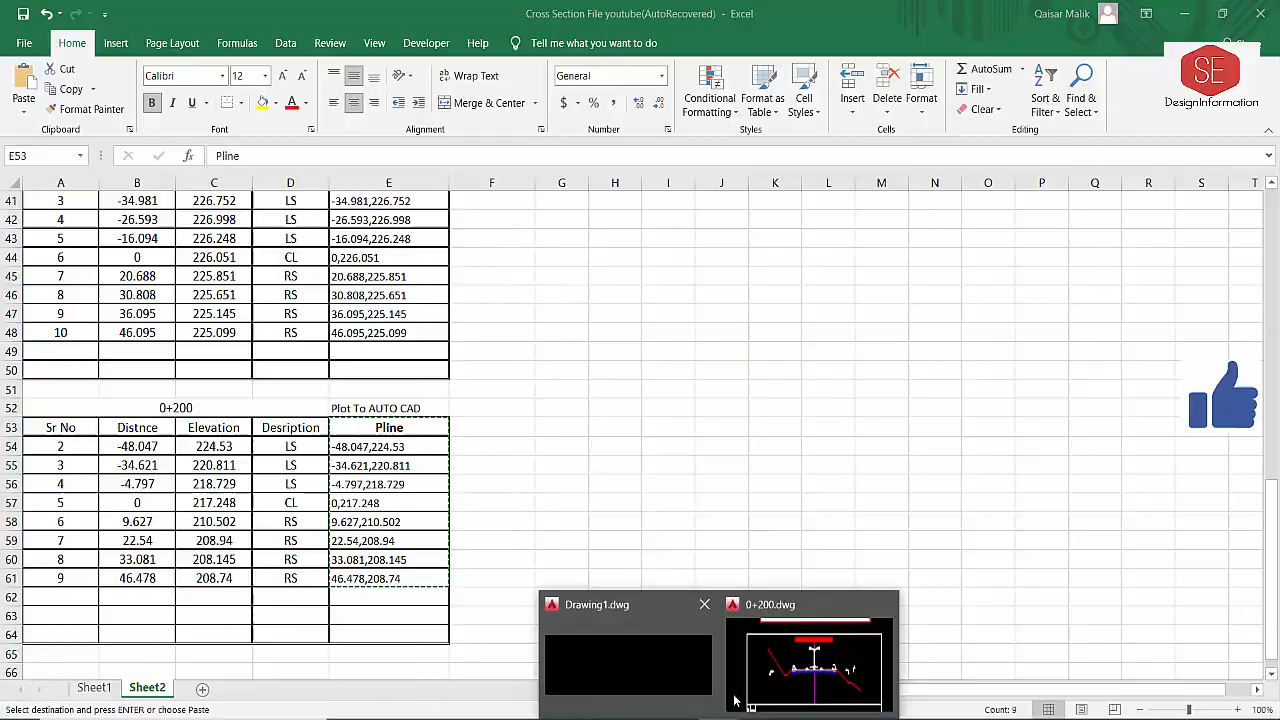 Cross Section File youtube(AutoRecovered) - Excel
Qaisar Malik
File Home Insert Page Layout Formulas Data Review View Developer Help Tell me what you want to do
Paste Cut Copy Format Painter Clipboard
Calibri 12 B I U A A A Font
Wrap Text Merge & Center Alignment
General $ % , Number
Conditional Formatting Format as Table Cell Styles Styles
Insert Delete Format Cells
AutoSum Fill Clear Sort & Filter Find & Select Editing
SE
DesignInformation
E53 fx Pline
A B C D E F G H I J K L M N O P Q R S T
41 3 -34.981 226.752 LS -34.981,226.752
42 4 -26.593 226.998 LS -26.593,226.998
43 5 -16.094 226.248 LS -16.094,226.248
44 6 0 226.051 CL 0,226.051
45 7 20.688 225.851 RS 20.688,225.851
46 8 30.808 225.651 RS 30.808,225.651
47 9 36.095 225.145 RS 36.095,225.145
48 10 46.095 225.099 RS 46.095,225.099
49
50
51
52 0+200 Plot To AUTO CAD
53 Sr No Distnce Elevation Desription Pline
54 2 -48.047 224.53 LS -48.047,224.53
55 3 -34.621 220.811 LS -34.621,220.811
56 4 -4.797 218.729 LS -4.797,218.729
57 5 0 217.248 CL 0,217.248
58 6 9.627 210.502 RS 9.627,210.502
59 7 22.54 208.94 RS 22.54,208.94
60 8 33.081 208.145 RS 33.081,208.145
61 9 46.478 208.74 RS 46.478,208.74
62
63
64
65
66
Drawing1.dwg
0+200.dwg
Sheet1 Sheet2
Select destination and press ENTER or choose Paste
Count: 9
100%